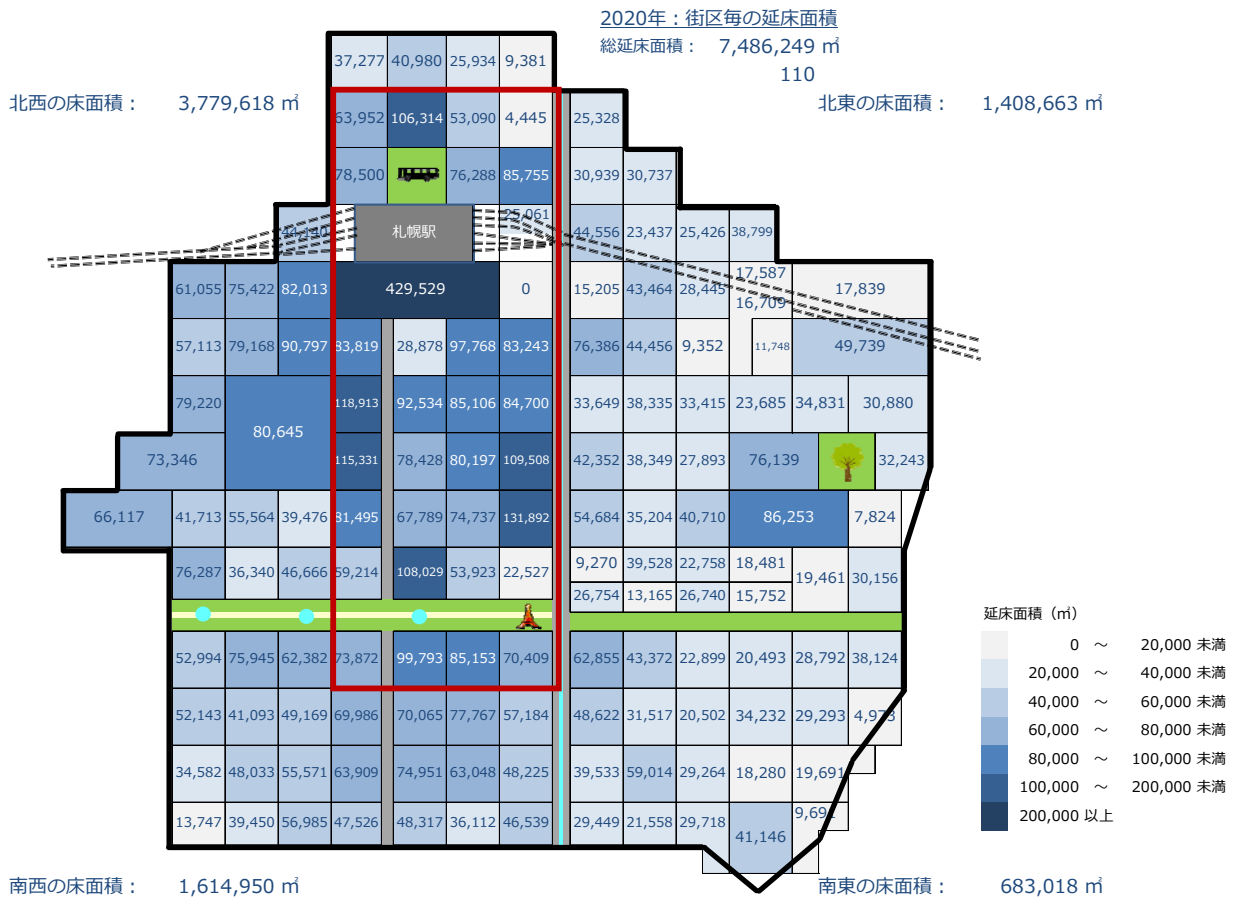 2020年：街区毎の延床面積
総延床面積： 7,486,249 ㎡
110
北西の床面積： 3,779,618 ㎡
北東の床面積： 1,408,663 ㎡
37,277 40,980 25,934 9,381
63,952 106,314 53,090 4,445 25,328
78,500 76,288 85,755 30,939 30,737
44,140 札幌駅 25,061 44,556 23,437 25,426 38,799
61,055 75,422 82,013 429,529 0 15,205 43,464 28,445 17,587 17,839
16,709
57,113 79,168 90,797 83,819 28,878 97,768 83,243 76,386 44,456 9,352 11,748 49,739
79,220 118,913 92,534 85,106 84,700 33,649 38,335 33,415 23,685 34,831 30,880
80,645
73,346 115,331 78,428 80,197 109,508 42,352 38,349 27,893 76,139 32,243
66,117 41,713 55,564 39,476 81,495 67,789 74,737 131,892 54,684 35,204 40,710 86,253 7,824
76,287 36,340 46,666 59,214 108,029 53,923 22,527 9,270 39,528 22,758 18,481 19,461 30,156
26,754 13,165 26,740 15,752
52,994 75,945 62,382 73,872 99,793 85,153 70,409 62,855 43,372 22,899 20,493 28,792 38,124
52,143 41,093 49,169 69,986 70,065 77,767 57,184 48,622 31,517 20,502 34,232 29,293 4,973
34,582 48,033 55,571 63,909 74,951 63,048 48,225 39,533 59,014 29,264 18,280 19,691
13,747 39,450 56,985 47,526 48,317 36,112 46,539 29,449 21,558 29,718 41,146 9,691
延床面積（㎡）
0 ～ 20,000 未満
20,000 ～ 40,000 未満
40,000 ～ 60,000 未満
60,000 ～ 80,000 未満
80,000 ～ 100,000 未満
100,000 ～ 200,000 未満
200,000 以上
南西の床面積： 1,614,950 ㎡
南東の床面積： 683,018 ㎡